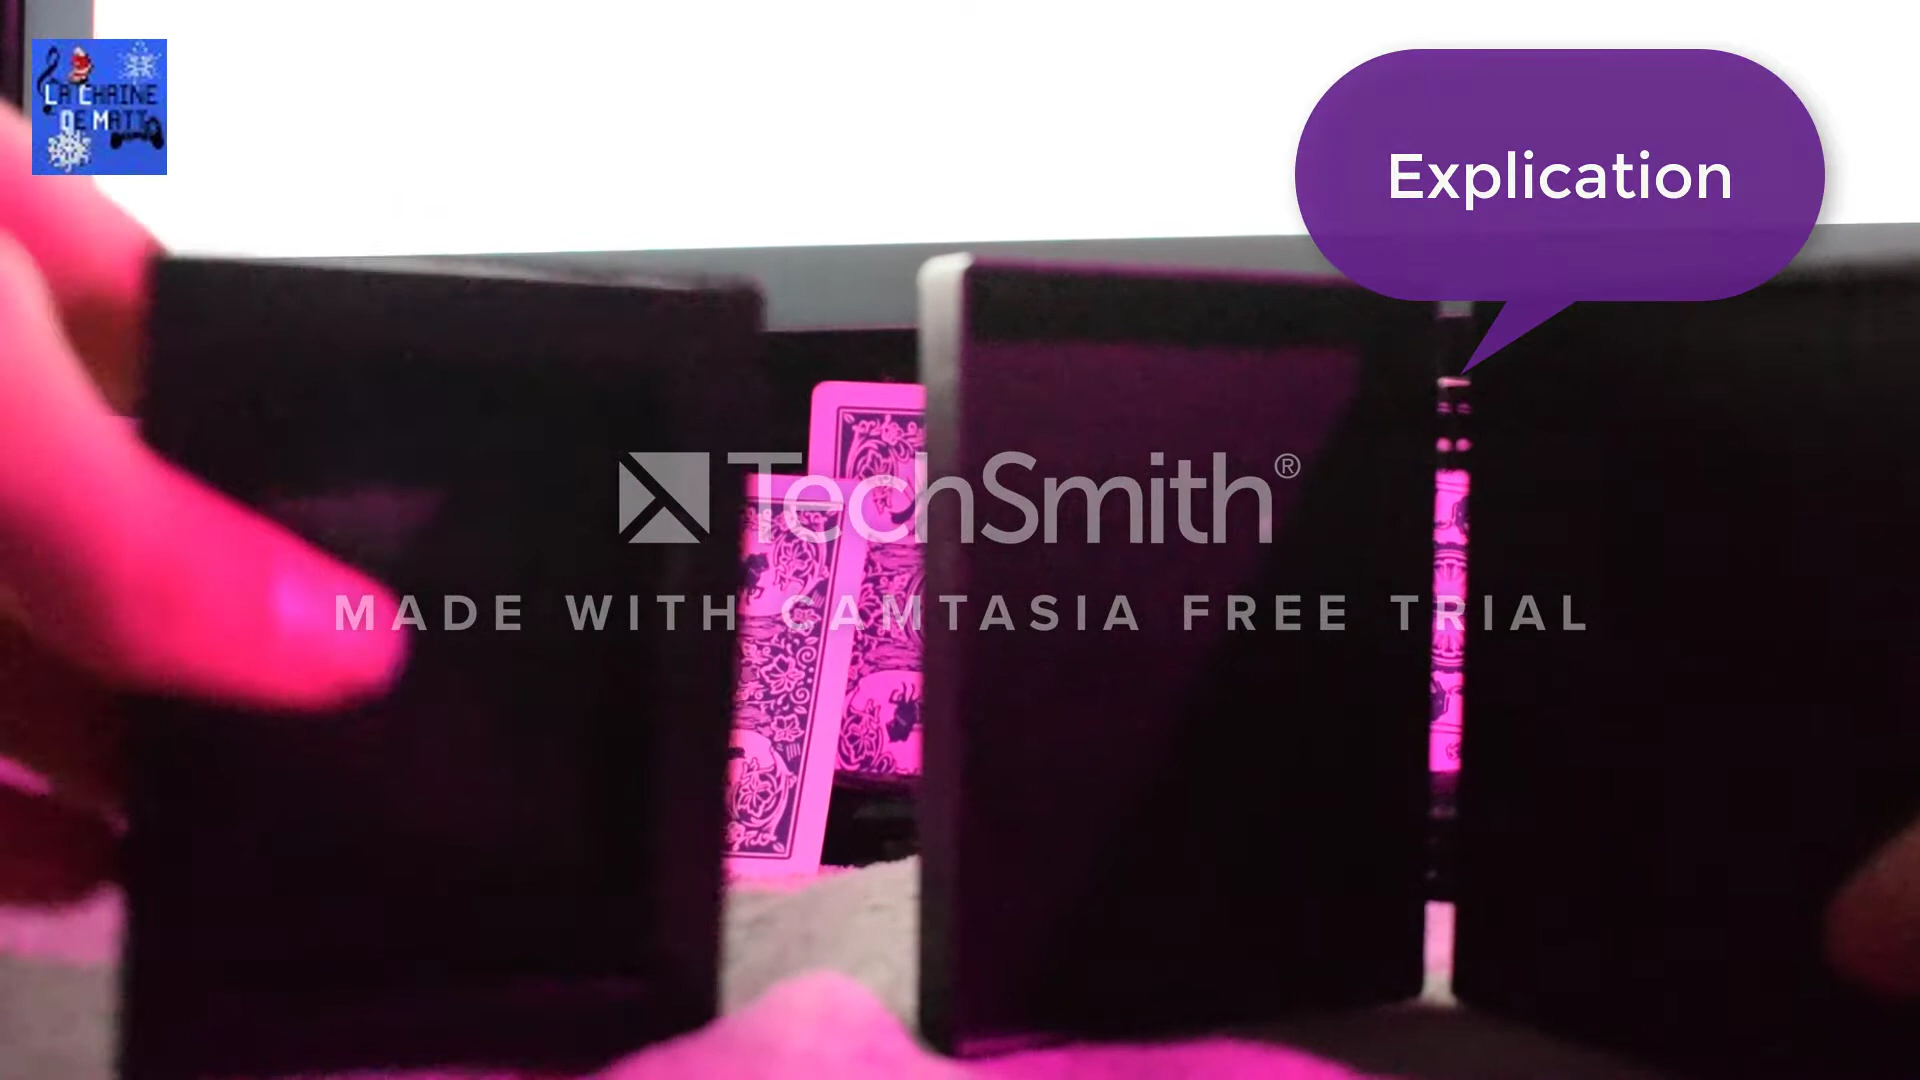 LA CHAINE
DE MATT
Explication
TechSmith®
MADE WITH CAMTASIA FREE TRIAL